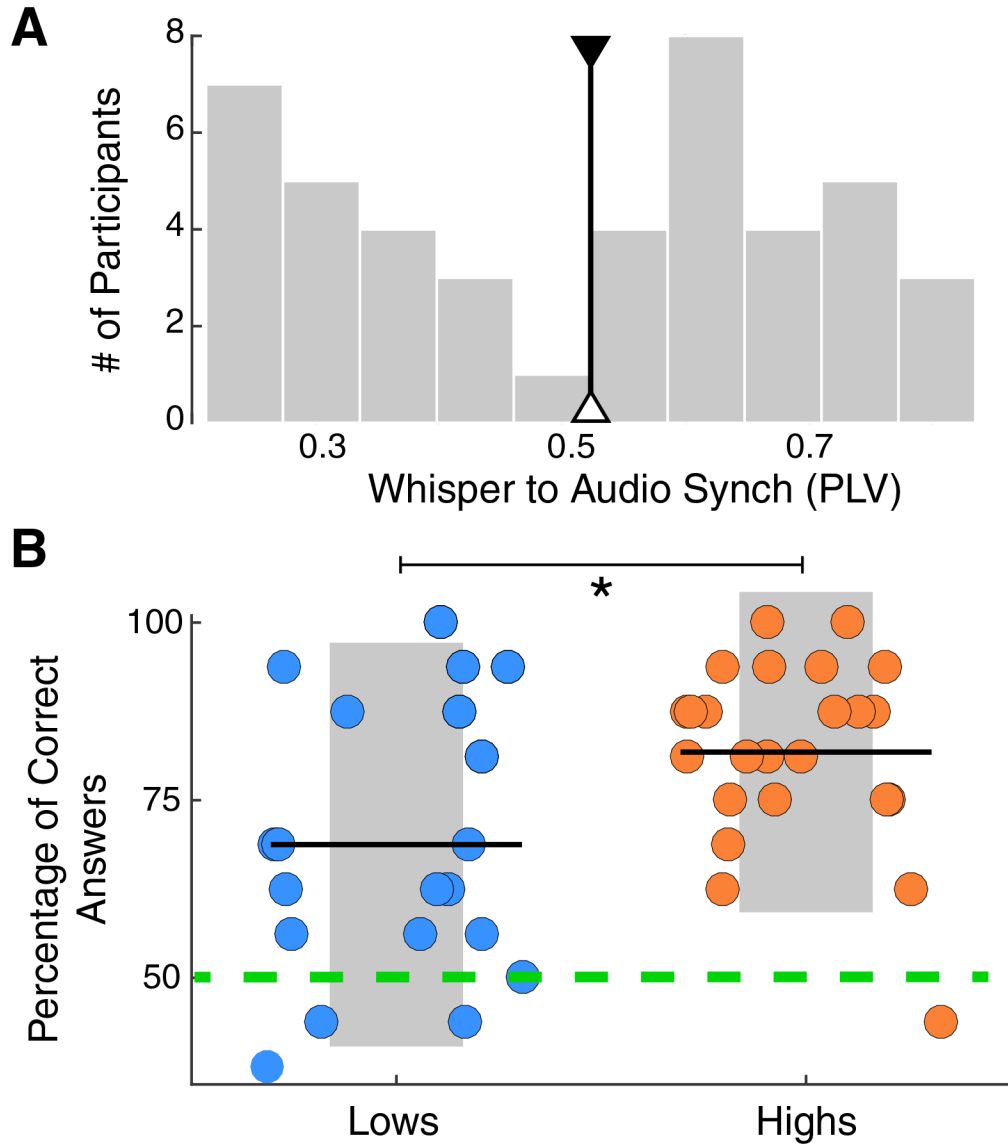 A
8
6
4
2
0
# of Participants
0.3 0.5 0.7
Whisper to Audio Synch (PLV)
B
*
100
75
50
Percentage of Correct
Answers
Lows Highs